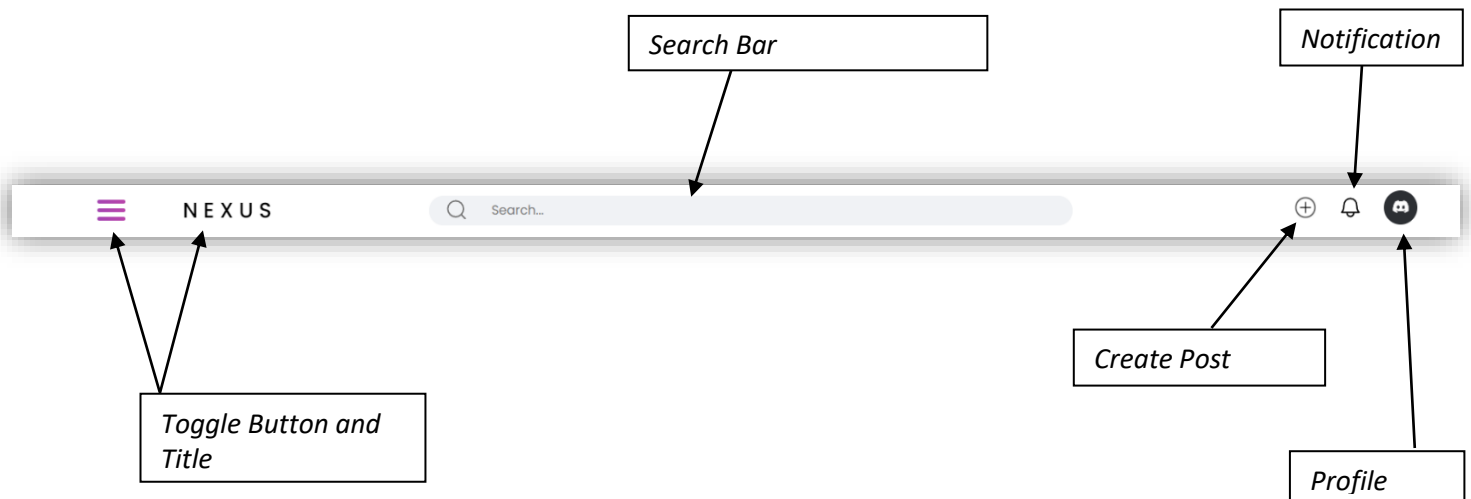 Search Bar
Notification
NEXUS
Search...
Create Post
Toggle Button and
Title
Profile